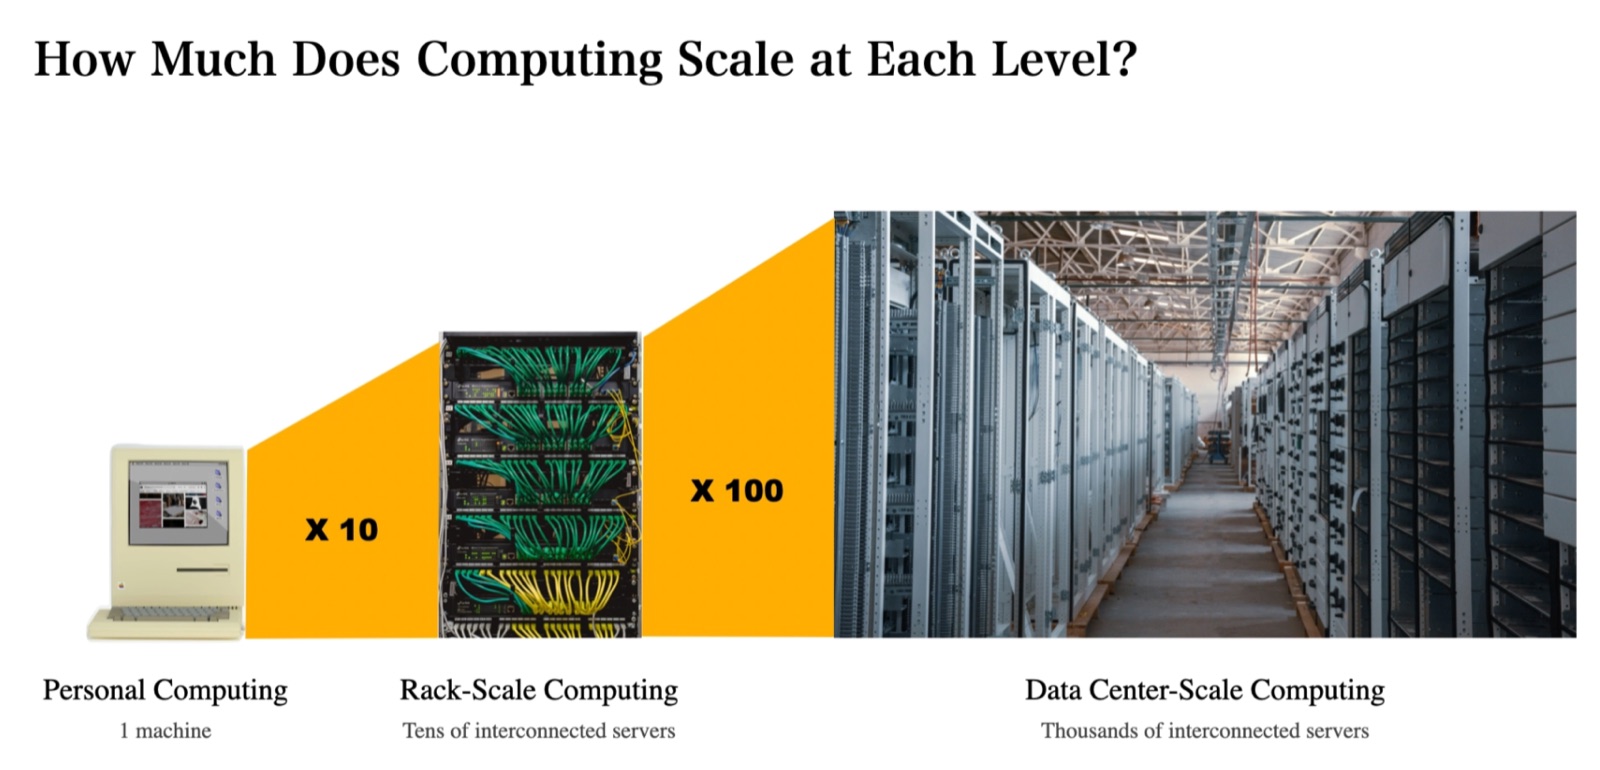 How Much Does Computing Scale at Each Level?
X 10
X 100
Personal Computing
1 machine
Rack-Scale Computing
Tens of interconnected servers
Data Center-Scale Computing
Thousands of interconnected servers